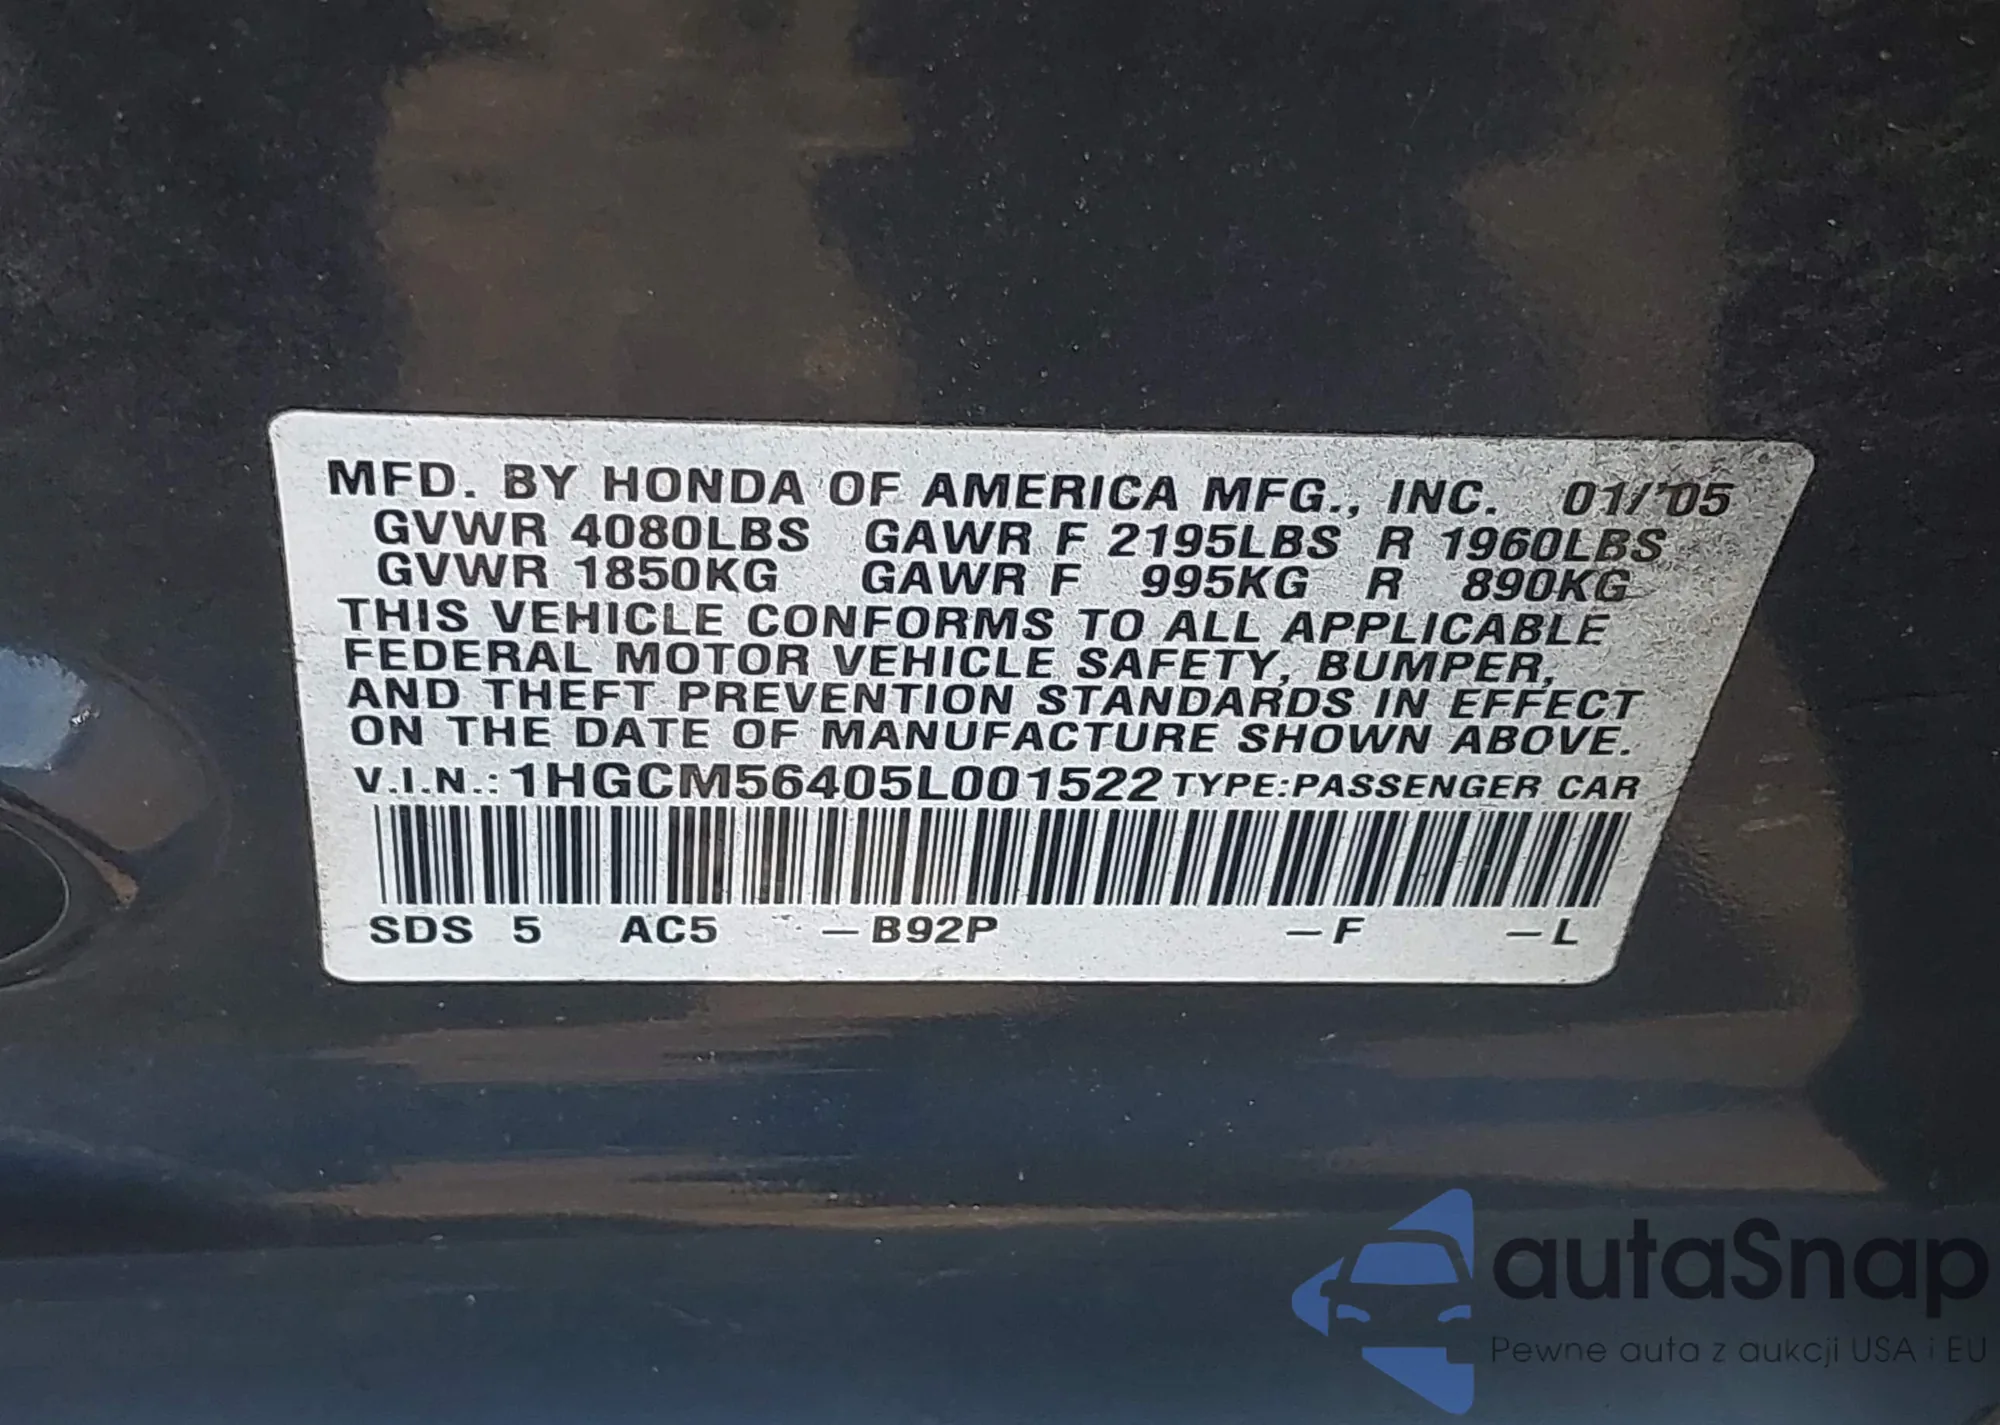 MFD. BY HONDA OF AMERICA MFG., INC. 01/'05
GVWR 4080LBS GAWR F 2195LBS R 1960LBS
GVWR 1850KG GAWR F 995KG R 890KG
THIS VEHICLE CONFORMS TO ALL APPLICABLE
FEDERAL MOTOR VEHICLE SAFETY, BUMPER,
AND THEFT PREVENTION STANDARDS IN EFFECT
ON THE DATE OF MANUFACTURE SHOWN ABOVE.
V.I.N.: 1HGCM56405L001522 TYPE:PASSENGER CAR
SDS 5 AC5 –B92P –F –L
autaSnap
Pewne auta z aukcji USA i EU